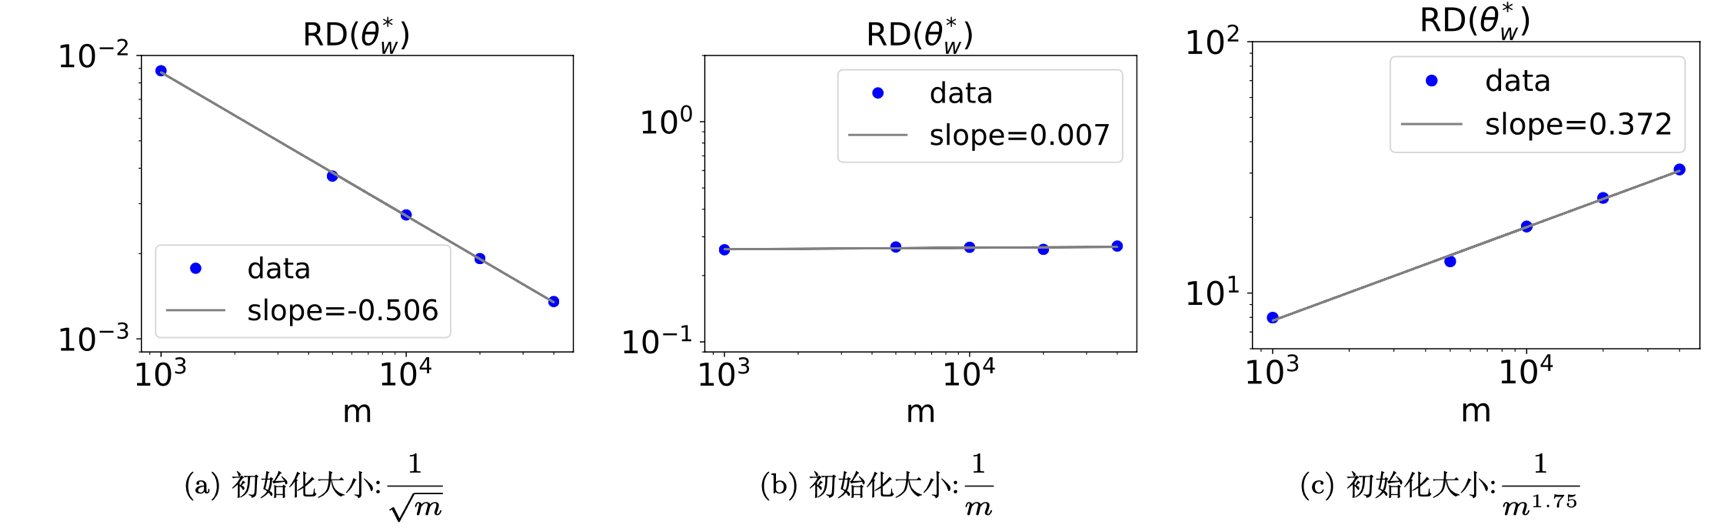 RD(θ*w)
10⁻²
10⁻³
data
slope=-0.506
10³
10⁴
m
(a) 初始化大小: 1/√m
RD(θ*w)
10⁰
10⁻¹
data
slope=0.007
10³
10⁴
m
(b) 初始化大小: 1/m
RD(θ*w)
10²
10¹
data
slope=0.372
10³
10⁴
m
(c) 初始化大小: 1/m^1.75